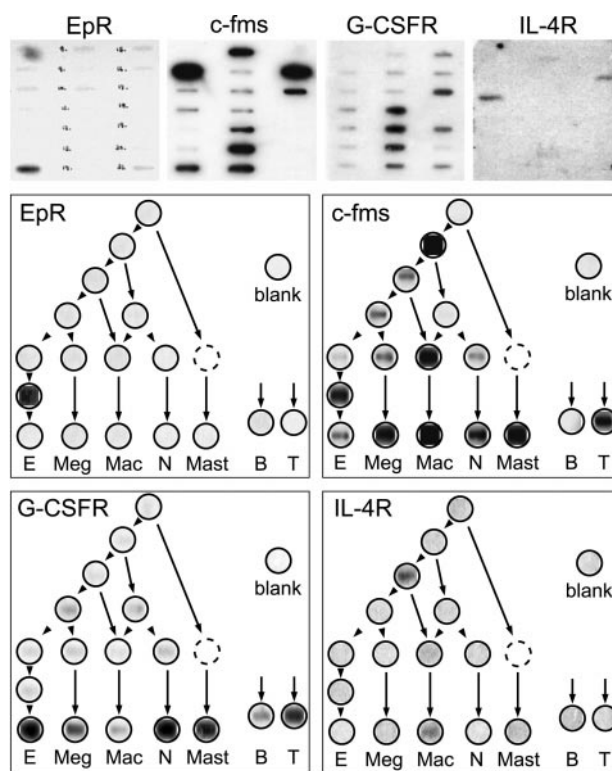 EpR
c-fms
G-CSFR
IL-4R
EpR
blank
E Meg Mac N Mast B T
c-fms
blank
E Meg Mac N Mast B T
G-CSFR
blank
E Meg Mac N Mast B T
IL-4R
blank
E Meg Mac N Mast B T